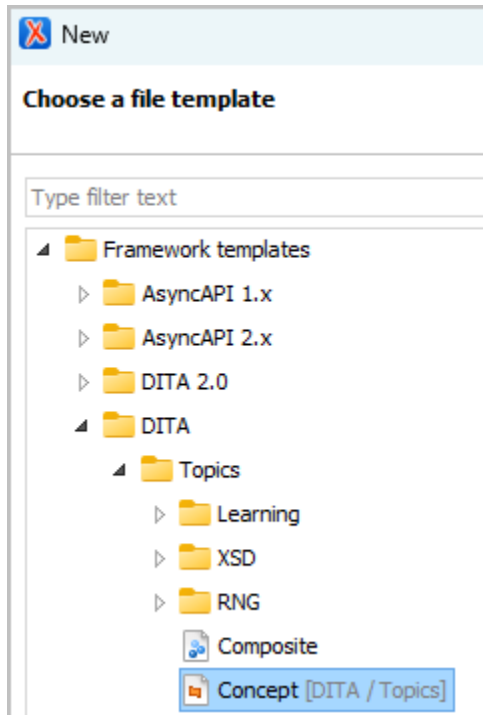 New
Choose a file template
Type filter text
Framework templates
AsyncAPI 1.x
AsyncAPI 2.x
DITA 2.0
DITA
Topics
Learning
XSD
RNG
Composite
Concept [DITA / Topics]